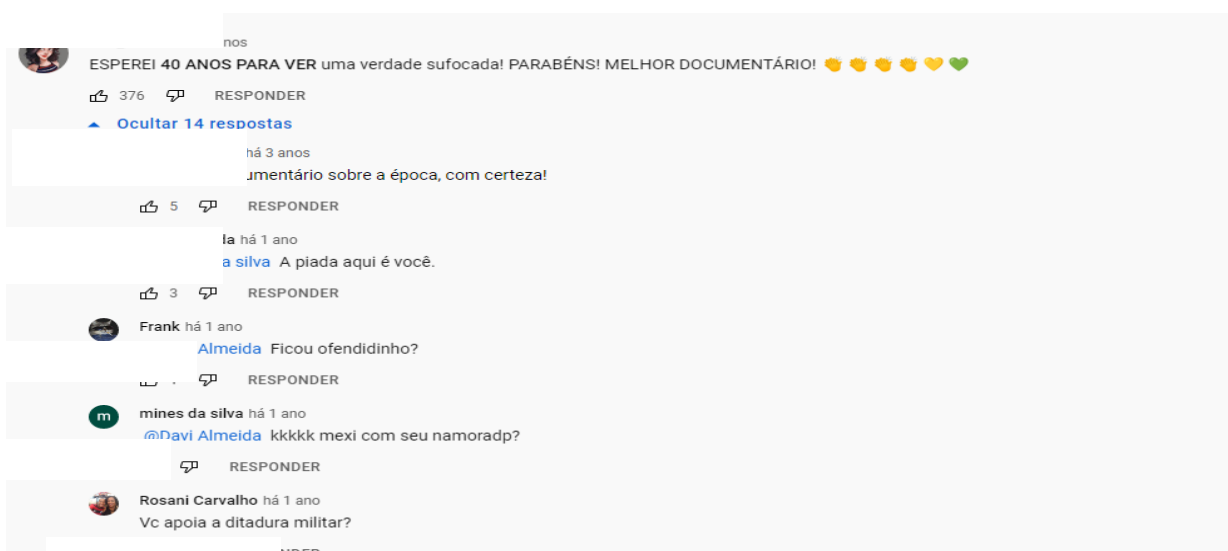 nos
ESPEREI 40 ANOS PARA VER uma verdade sufocada! PARABÉNS! MELHOR DOCUMENTÁRIO! 👏 👏 👏 👏 💛 💚
376 RESPONDER
Ocultar 14 respostas
há 3 anos
umentário sobre a época, com certeza!
5 RESPONDER
da há 1 ano
a silva A piada aqui é você.
3 RESPONDER
Frank há 1 ano
Almeida Ficou ofendidinho?
RESPONDER
m
mines da silva há 1 ano
@Davi Almeida kkkkk mexi com seu namoradp?
RESPONDER
Rosani Carvalho há 1 ano
Vc apoia a ditadura militar?